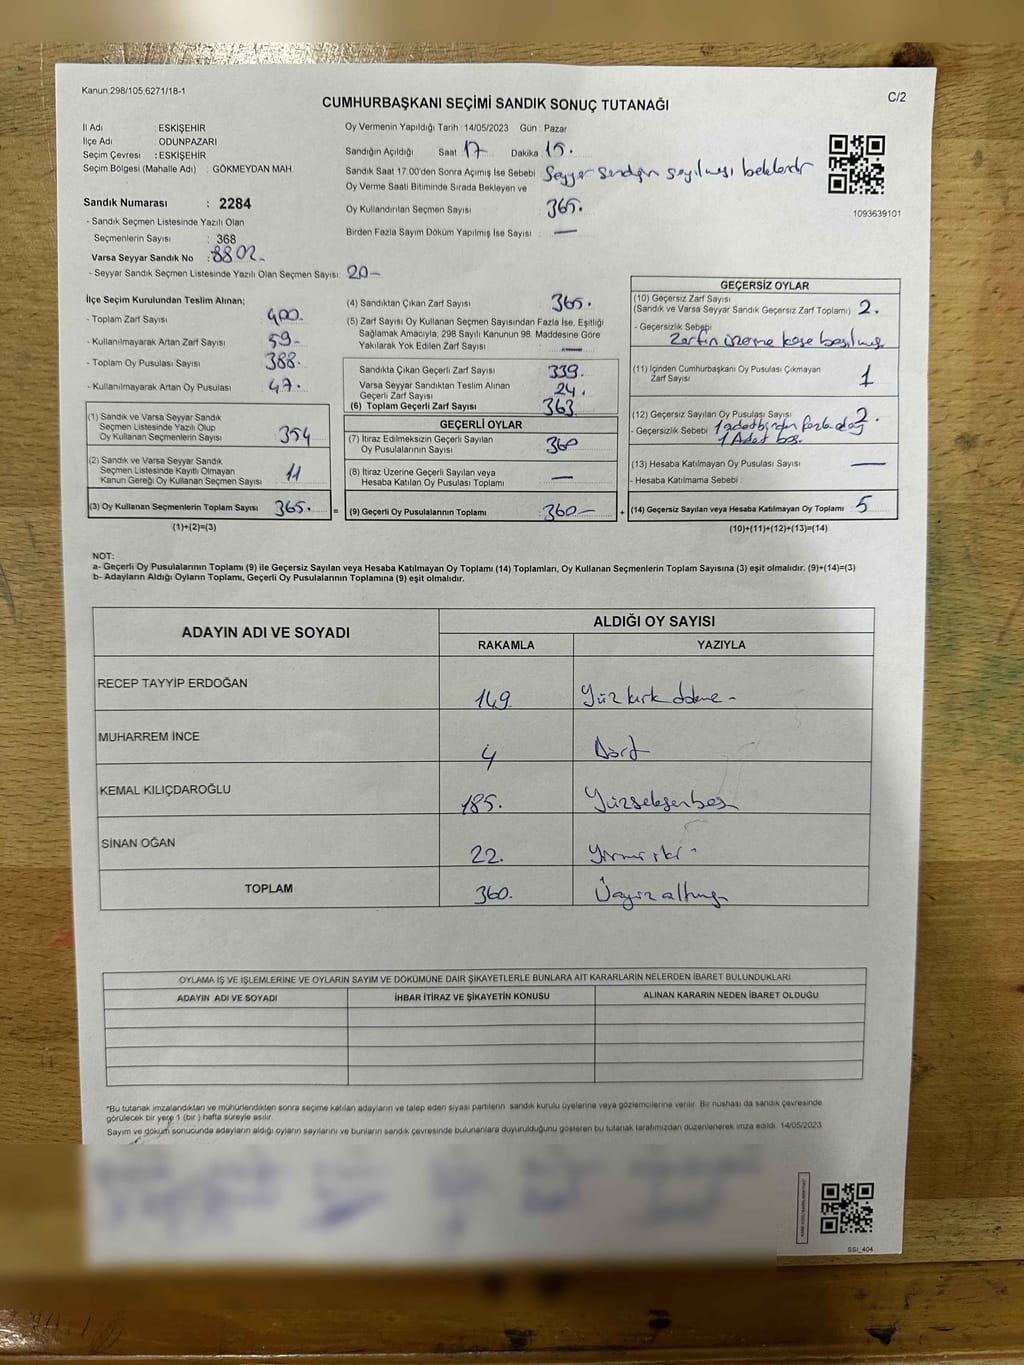 Kanun 298/105,6271/18-1
C/2
CUMHURBAŞKANI SEÇİMİ SANDIK SONUÇ TUTANAĞI
İl Adı : ESKİŞEHİR
İlçe Adı : ODUNPAZARI
Seçim Çevresi : ESKİŞEHİR
Seçim Bölgesi (Mahalle Adı) : GÖKMEYDAN MAH.
Sandık Numarası : 2284
- Sandık Seçmen Listesinde Yazılı Olan
Seçmenlerin Sayısı : 368
Varsa Seyyar Sandık No : 8802
- Seyyar Sandık Seçmen Listesinde Yazılı Olan Seçmen Sayısı: 20-
Oy Vermenin Yapıldığı Tarih : 14/05/2023 Gün : Pazar
Sandığın Açıldığı Saat 17 Dakika 15.
Sandık Saat 17.00'den Sonra Açımış İse Sebebi Seyyar sandığın sayılması beklendi
Oy Verme Saati Bitiminde Sırada Bekleyen ve
Oy Kullandırılan Seçmen Sayısı 365.
Birden Fazla Sayım Döküm Yapılmış İse Sayısı : —
1093639101
İlçe Seçim Kurulundan Teslim Alınan;
- Toplam Zarf Sayısı 400.
- Kullanılmayarak Artan Zarf Sayısı 59-
- Toplam Oy Pusulası Sayısı 388.
- Kullanılmayarak Artan Oy Pusulası 47.
(1) Sandık ve Varsa Seyyar Sandık
Seçmen Listesinde Yazılı Olup
Oy Kullanan Seçmenlerin Sayısı 354
(2) Sandık ve Varsa Seyyar Sandık
Seçmen Listesinde Kayıtlı Olmayan
Kanun Gereği Oy Kullanan Seçmen Sayısı 11
(3) Oy Kullanan Seçmenlerin Toplam Sayısı 365. =
(1)+(2)=(3)
(4) Sandıktan Çıkan Zarf Sayısı 365.
(5) Zarf Sayısı Oy Kullanan Seçmen Sayısından Fazla İse, Eşitliği
Sağlamak Amacıyla, 298 Sayılı Kanunun 98. Maddesine Göre
Yakılarak Yok Edilen Zarf Sayısı —
Sandıkta Çıkan Geçerli Zarf Sayısı 339.
Varsa Seyyar Sandıktan Teslim Alınan
Geçerli Zarf Sayısı 24.
(6) Toplam Geçerli Zarf Sayısı 363
GEÇERLİ OYLAR
(7) İtiraz Edilmeksizin Geçerli Sayılan
Oy Pusulalarının Sayısı 360
(8) İtiraz Üzerine Geçerli Sayılan veya
Hesaba Katılan Oy Pusulası Toplamı —
(9) Geçerli Oy Pusulalarının Toplamı 360- +
GEÇERSİZ OYLAR
(10) Geçersiz Zarf Sayısı
(Sandık ve Varsa Seyyar Sandık Geçersiz Zarf Toplamı) 2.
- Geçersizlik Sebebi
Zarfın üzerine kaşe basılmış
(11) İçinden Cumhurbaşkanı Oy Pusulası Çıkmayan
Zarf Sayısı 1
(12) Geçersiz Sayılan Oy Pusulası Sayısı 2.
- Geçersizlik Sebebi 1 adet birden fazla
1 Adet boş.
(13) Hesaba Katılmayan Oy Pusulası Sayısı —
- Hesaba Katılmama Sebebi :
(14) Geçersiz Sayılan veya Hesaba Katılmayan Oy Toplamı 5
(10)+(11)+(12)+(13)=(14)
NOT:
a- Geçerli Oy Pusulalarının Toplamı (9) ile Geçersiz Sayılan veya Hesaba Katılmayan Oy Toplamı (14) Toplamları, Oy Kullanan Seçmenlerin Toplam Sayısına (3) eşit olmalıdır. (9)+(14)=(3)
b- Adayların Aldığı Oyların Toplamı, Geçerli Oy Pusulalarının Toplamına (9) eşit olmalıdır.
ADAYIN ADI VE SOYADI ALDIĞI OY SAYISI
RAKAMLA YAZIYLA
RECEP TAYYİP ERDOĞAN 149. Yüzkırk
MUHARREM İNCE 4 Dört
KEMAL KILIÇDAROĞLU 185. Yüzseksenbeş
SİNAN OĞAN 22. Yirmi iki -
TOPLAM 360. Üçyüzaltmış
OYLAMA İŞ VE İŞLEMLERİNE VE OYLARIN SAYIM VE DÖKÜMÜNE DAİR ŞİKAYETLERLE BUNLARA AİT KARARLARIN NELERDEN İBARET BULUNDUKLARI
ADAYIN ADI VE SOYADI İHBAR İTİRAZ VE ŞİKAYETİN KONUSU ALINAN KARARIN NEDEN İBARET OLDUĞU
*Bu tutanak imzalandıktan ve mühürlendikten sonra seçime katılan adayların ve talep eden siyasi partilerin sandık kurulu üyelerine veya gözlemcilerine verilir. Bir nüshası da sandık çevresinde
görülecek bir yere 1 (bir) hafta süreyle asılır.
Sayım ve döküm sonucunda adayların aldığı oyların sayılarını ve bunların sandık çevresinde bulunanlara duyurulduğunu gösteren bu tutanak tarafımızdan düzenlenerek imza edildi. 14/05/2023
SSI_404